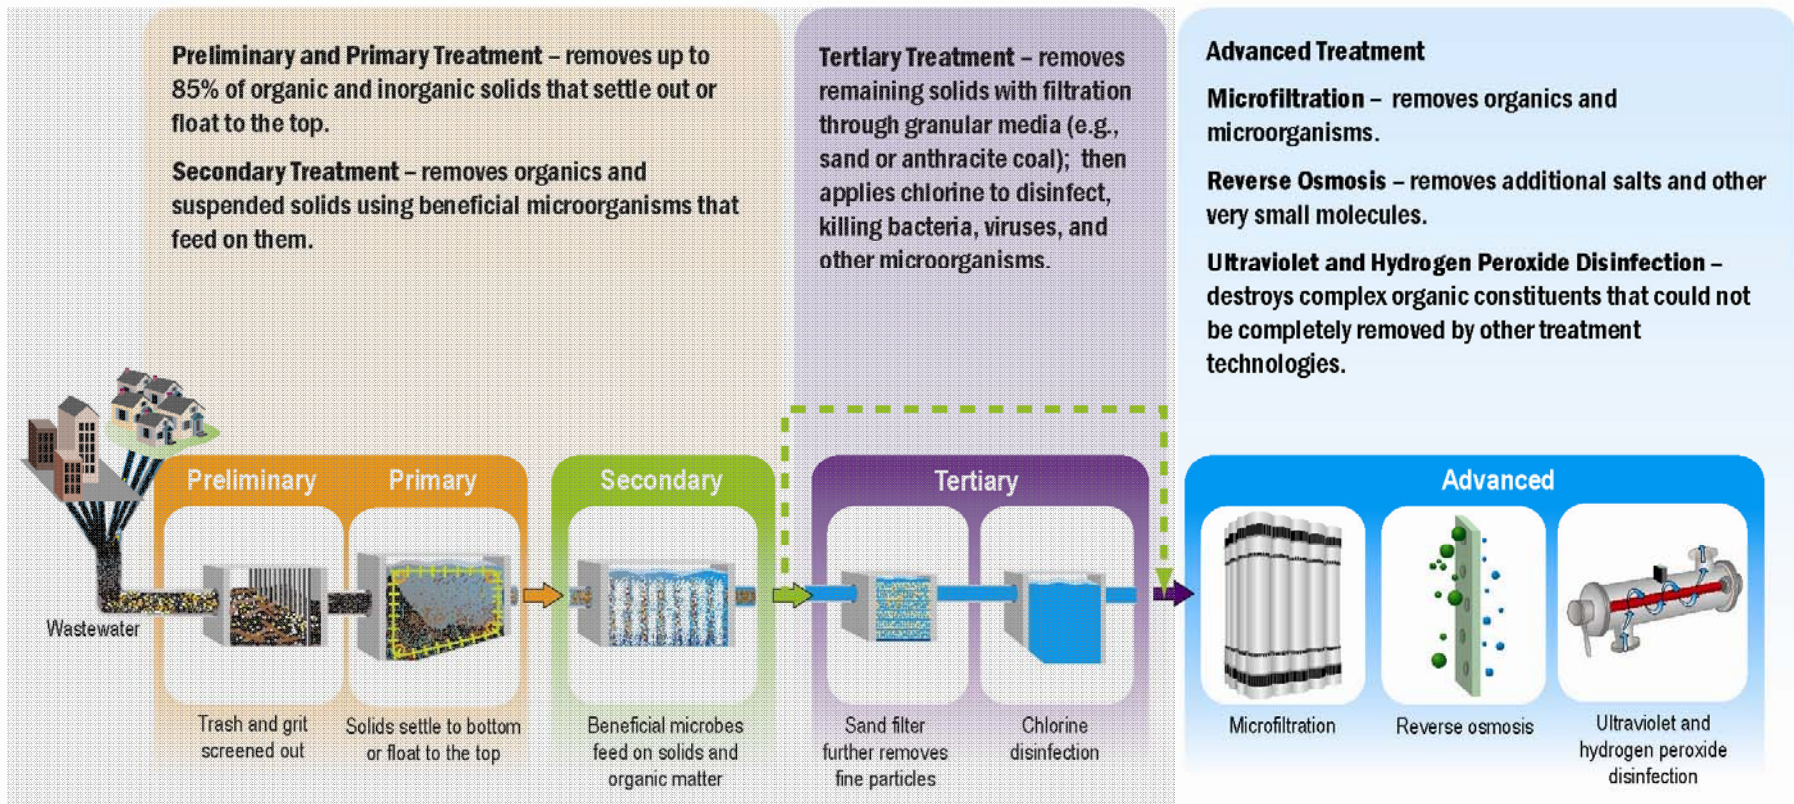 Preliminary and Primary Treatment – removes up to
85% of organic and inorganic solids that settle out or
float to the top.
Secondary Treatment – removes organics and
suspended solids using beneficial microorganisms that
feed on them.
Tertiary Treatment – removes
remaining solids with filtration
through granular media (e.g.,
sand or anthracite coal); then
applies chlorine to disinfect,
killing bacteria, viruses, and
other microorganisms.
Advanced Treatment
Microfiltration – removes organics and
microorganisms.
Reverse Osmosis – removes additional salts and other
very small molecules.
Ultraviolet and Hydrogen Peroxide Disinfection –
destroys complex organic constituents that could not
be completely removed by other treatment
technologies.
Preliminary
Primary
Secondary
Tertiary
Advanced
Wastewater
Trash and grit
screened out
Solids settle to bottom
or float to the top
Beneficial microbes
feed on solids and
organic matter
Sand filter
further removes
fine particles
Chlorine
disinfection
Microfiltration
Reverse osmosis
Ultraviolet and
hydrogen peroxide
disinfection